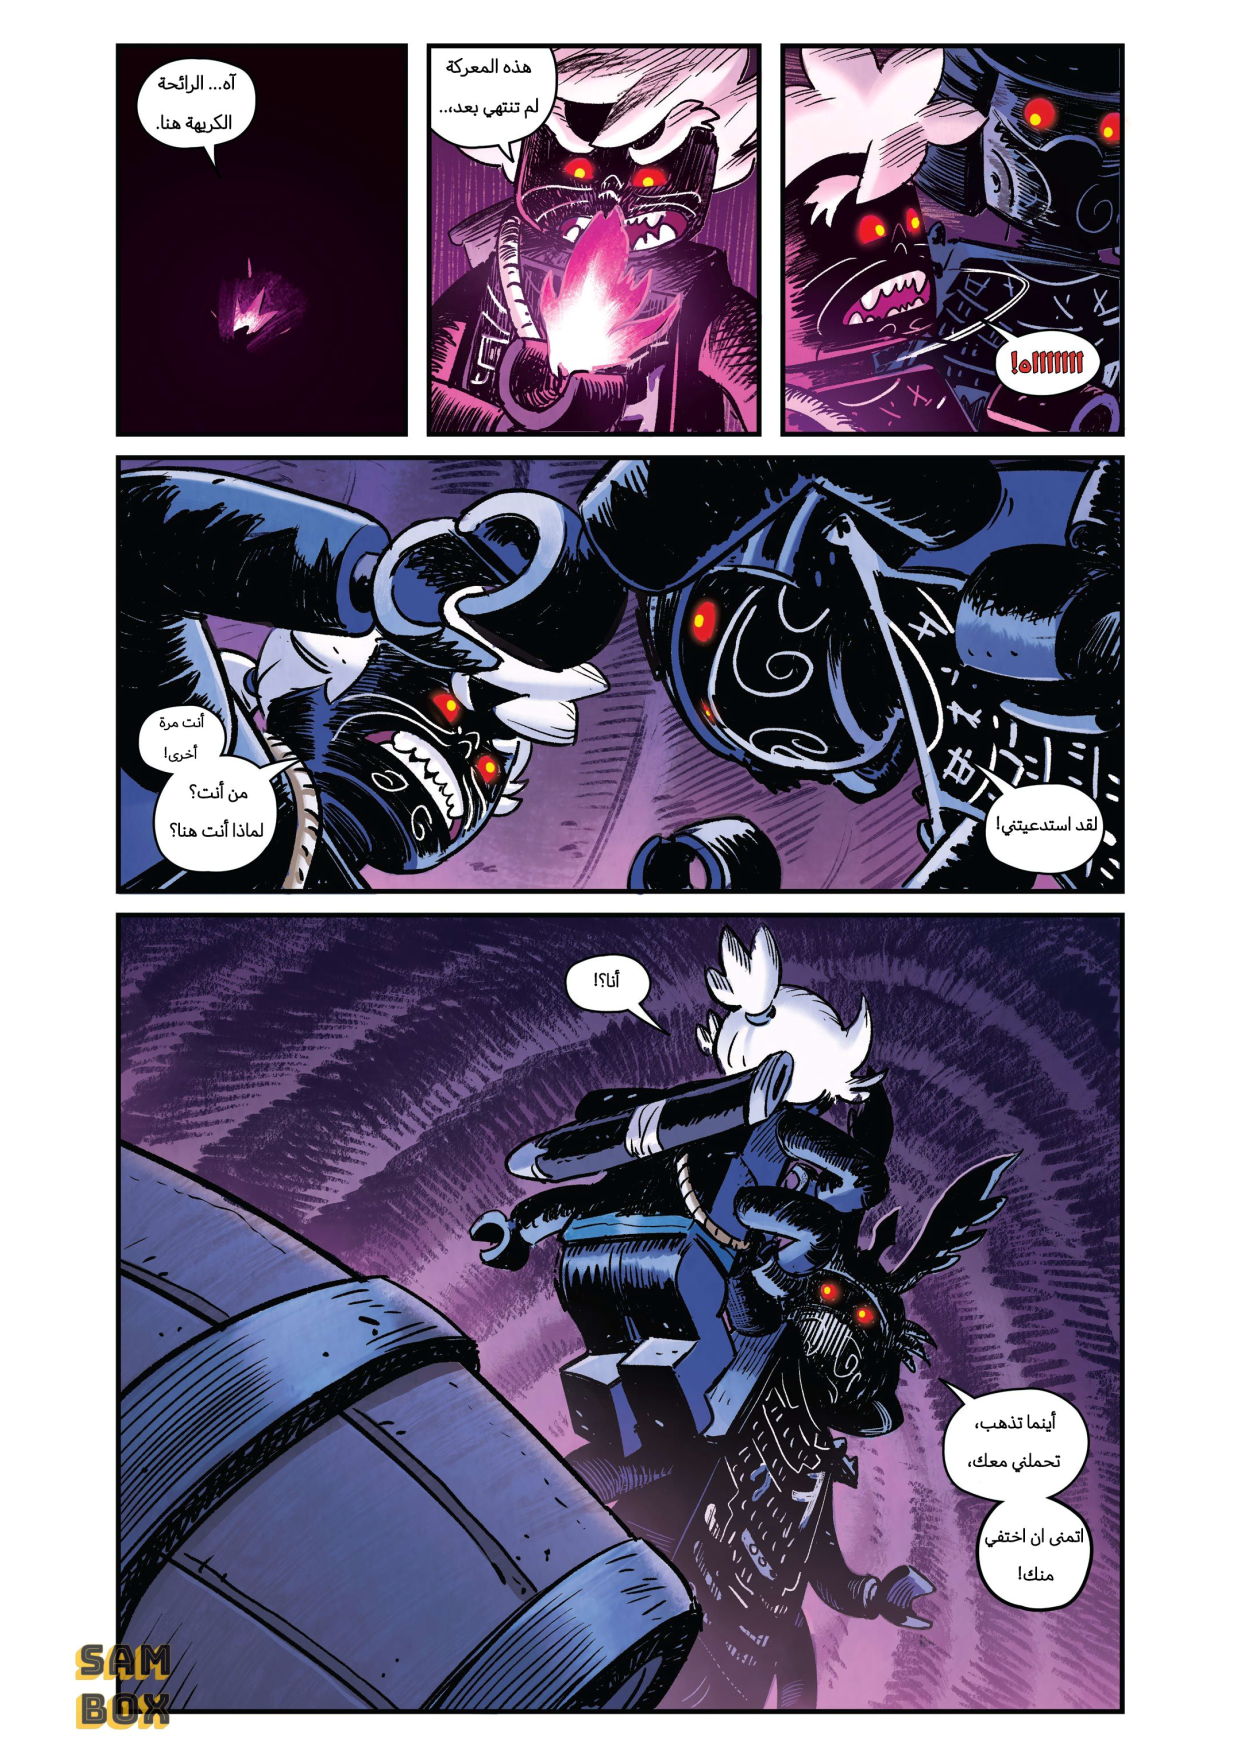 آه... الرائحة
الكريهة هنا.
هذه المعركة
لم تنتهي بعد،..
اااااااه!
أنت مرة
أخرى!
من أنت؟
لماذا أنت هنا؟
لقد استدعيتني!
أنا؟!
أينما تذهب،
تحملني معك،
اتمنى ان اختفي
منك!
SAM
BOX